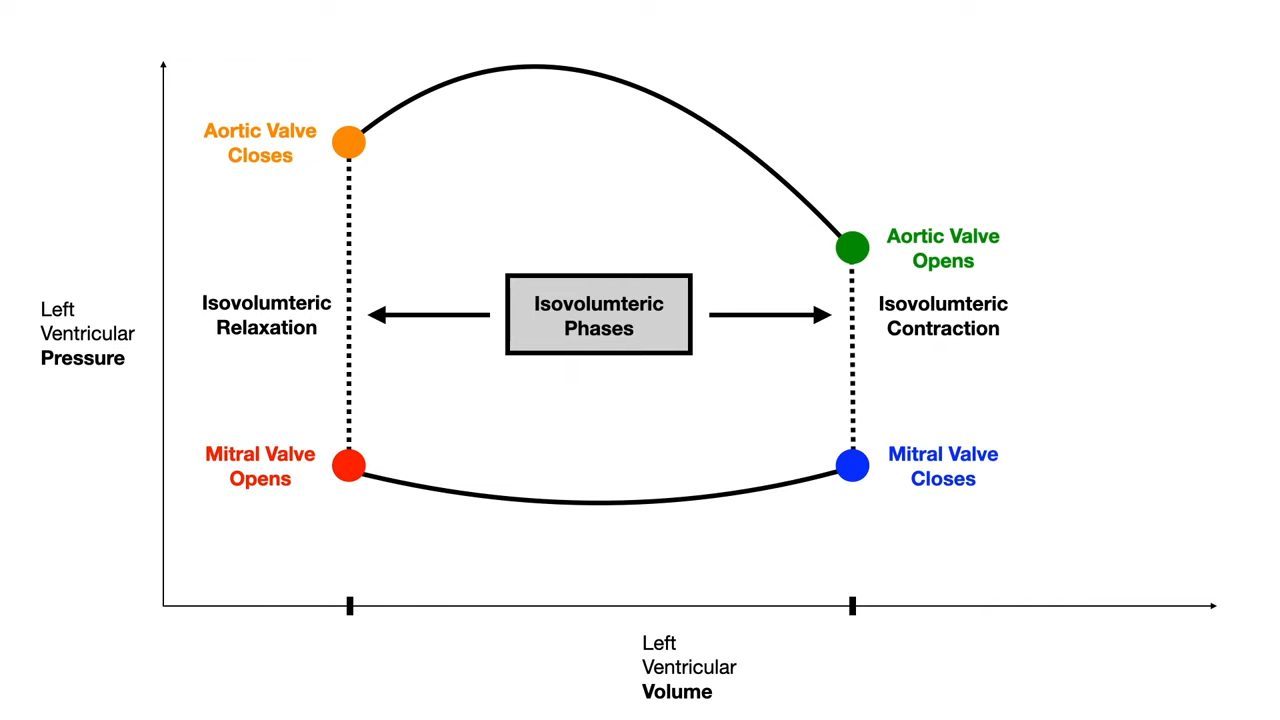 Aortic Valve
Closes
Aortic Valve
Opens
Isovolumteric
Relaxation
Isovolumteric
Phases
Isovolumteric
Contraction
Left
Ventricular
Pressure
Mitral Valve
Opens
Mitral Valve
Closes
Left
Ventricular
Volume